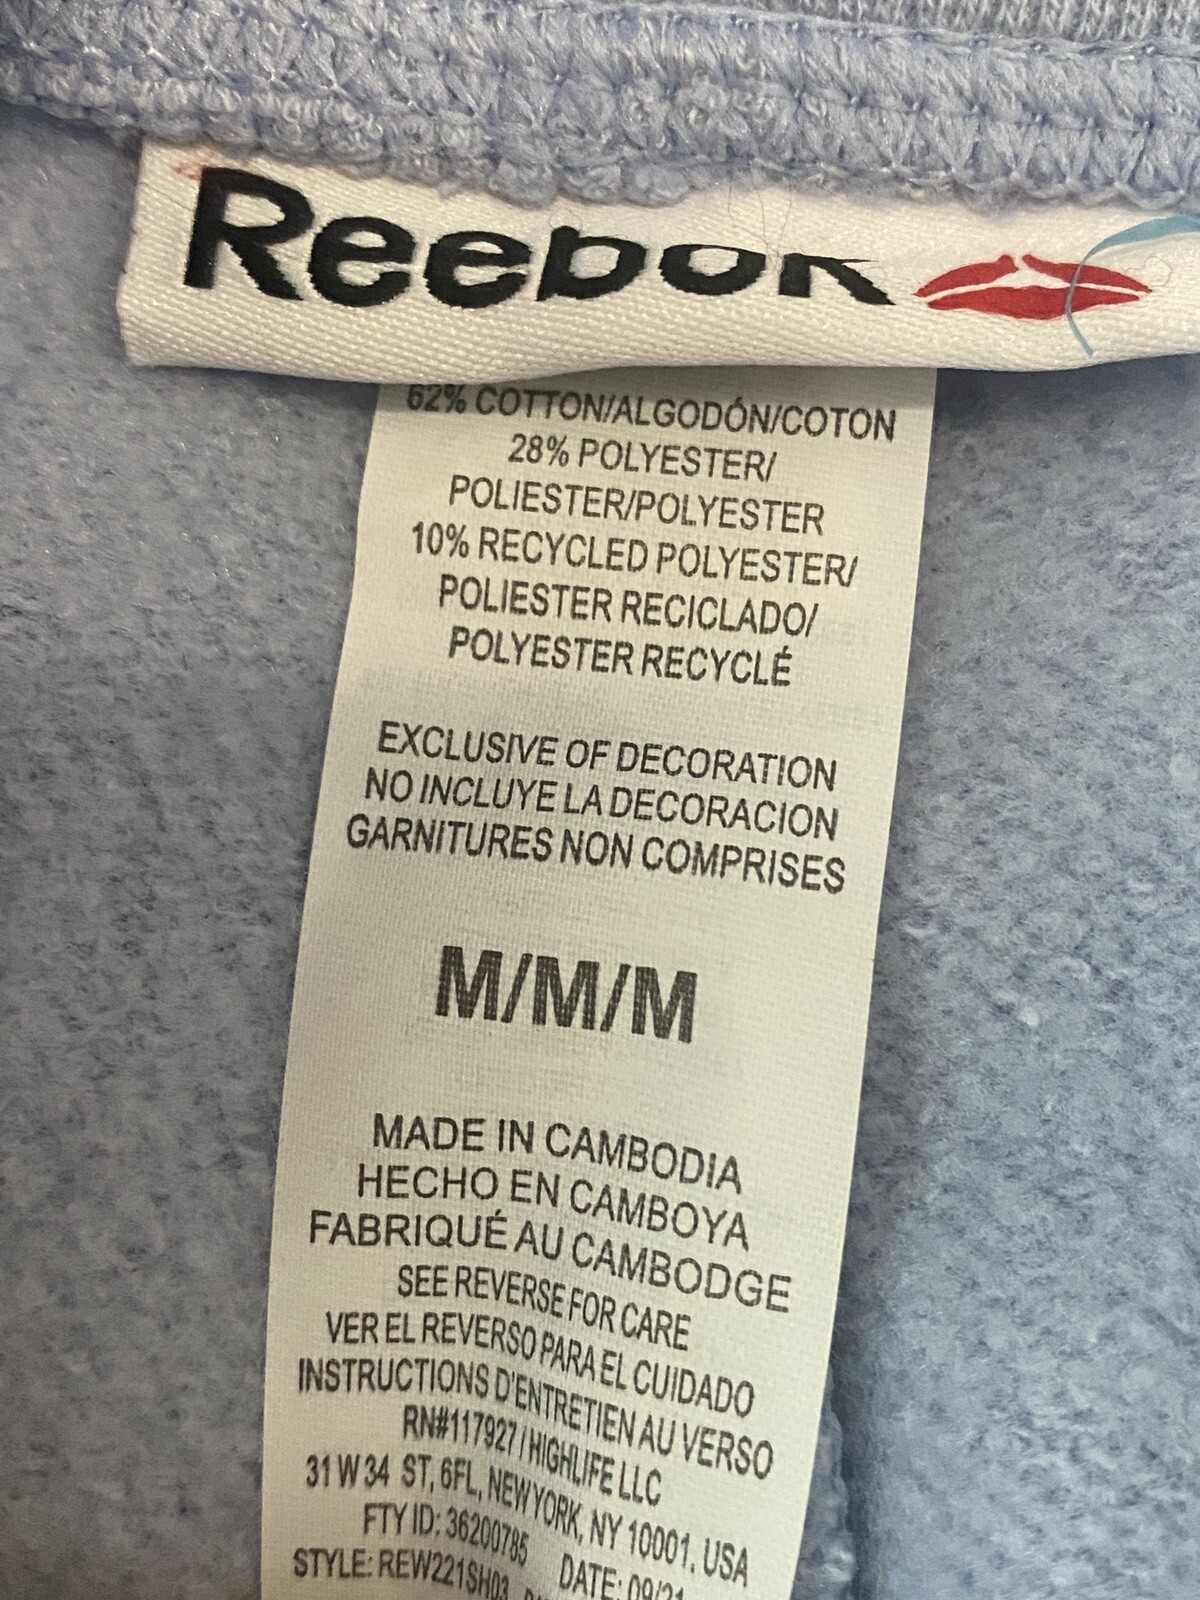 Reebok
62% COTTON/ALGODÓN/COTON
28% POLYESTER/
POLIESTER/POLYESTER
10% RECYCLED POLYESTER/
POLIESTER RECICLADO/
POLYESTER RECYCLÉ
EXCLUSIVE OF DECORATION
NO INCLUYE LA DECORACION
GARNITURES NON COMPRISES
M/M/M
MADE IN CAMBODIA
HECHO EN CAMBOYA
FABRIQUÉ AU CAMBODGE
SEE REVERSE FOR CARE
VER EL REVERSO PARA EL CUIDADO
INSTRUCTIONS D'ENTRETIEN AU VERSO
RN#117927 / HIGHLIFE LLC
31 W 34 ST, 6FL, NEW YORK, NY 10001. USA
FTY ID: 36200785 DATE: 09/21
STYLE: REW221SH03